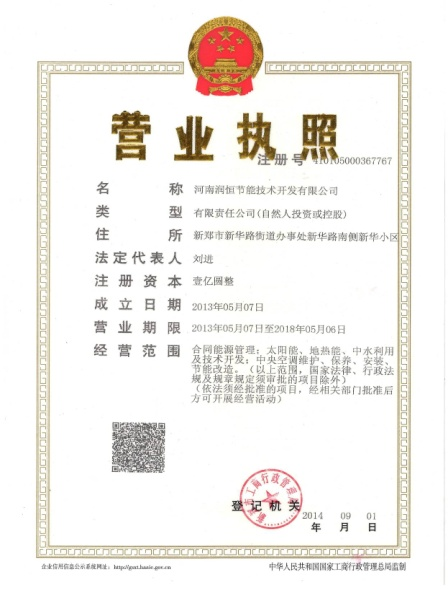 营业执照
注册号 410105000367767
名称 河南润恒节能技术开发有限公司
类型 有限责任公司(自然人投资或控股)
住所 新郑市新华路街道办事处新华路南侧新华小区
法定代表人 刘进
注册资本 壹亿圆整
成立日期 2013年05月07日
营业期限 2013年05月07日至2018年05月06日
经营范围 合同能源管理；太阳能、地热能、中水利用
及技术开发；中央空调维护、保养、安装、
节能改造。（以上范围，国家法律、行政法
规及规章规定须审批的项目除外）
（依法须经批准的项目，经相关部门批准后
方可开展经营活动）
登记机关
2014 09 01
年 月 日
企业信用信息公示系统网址：
中华人民共和国国家工商行政管理总局监制